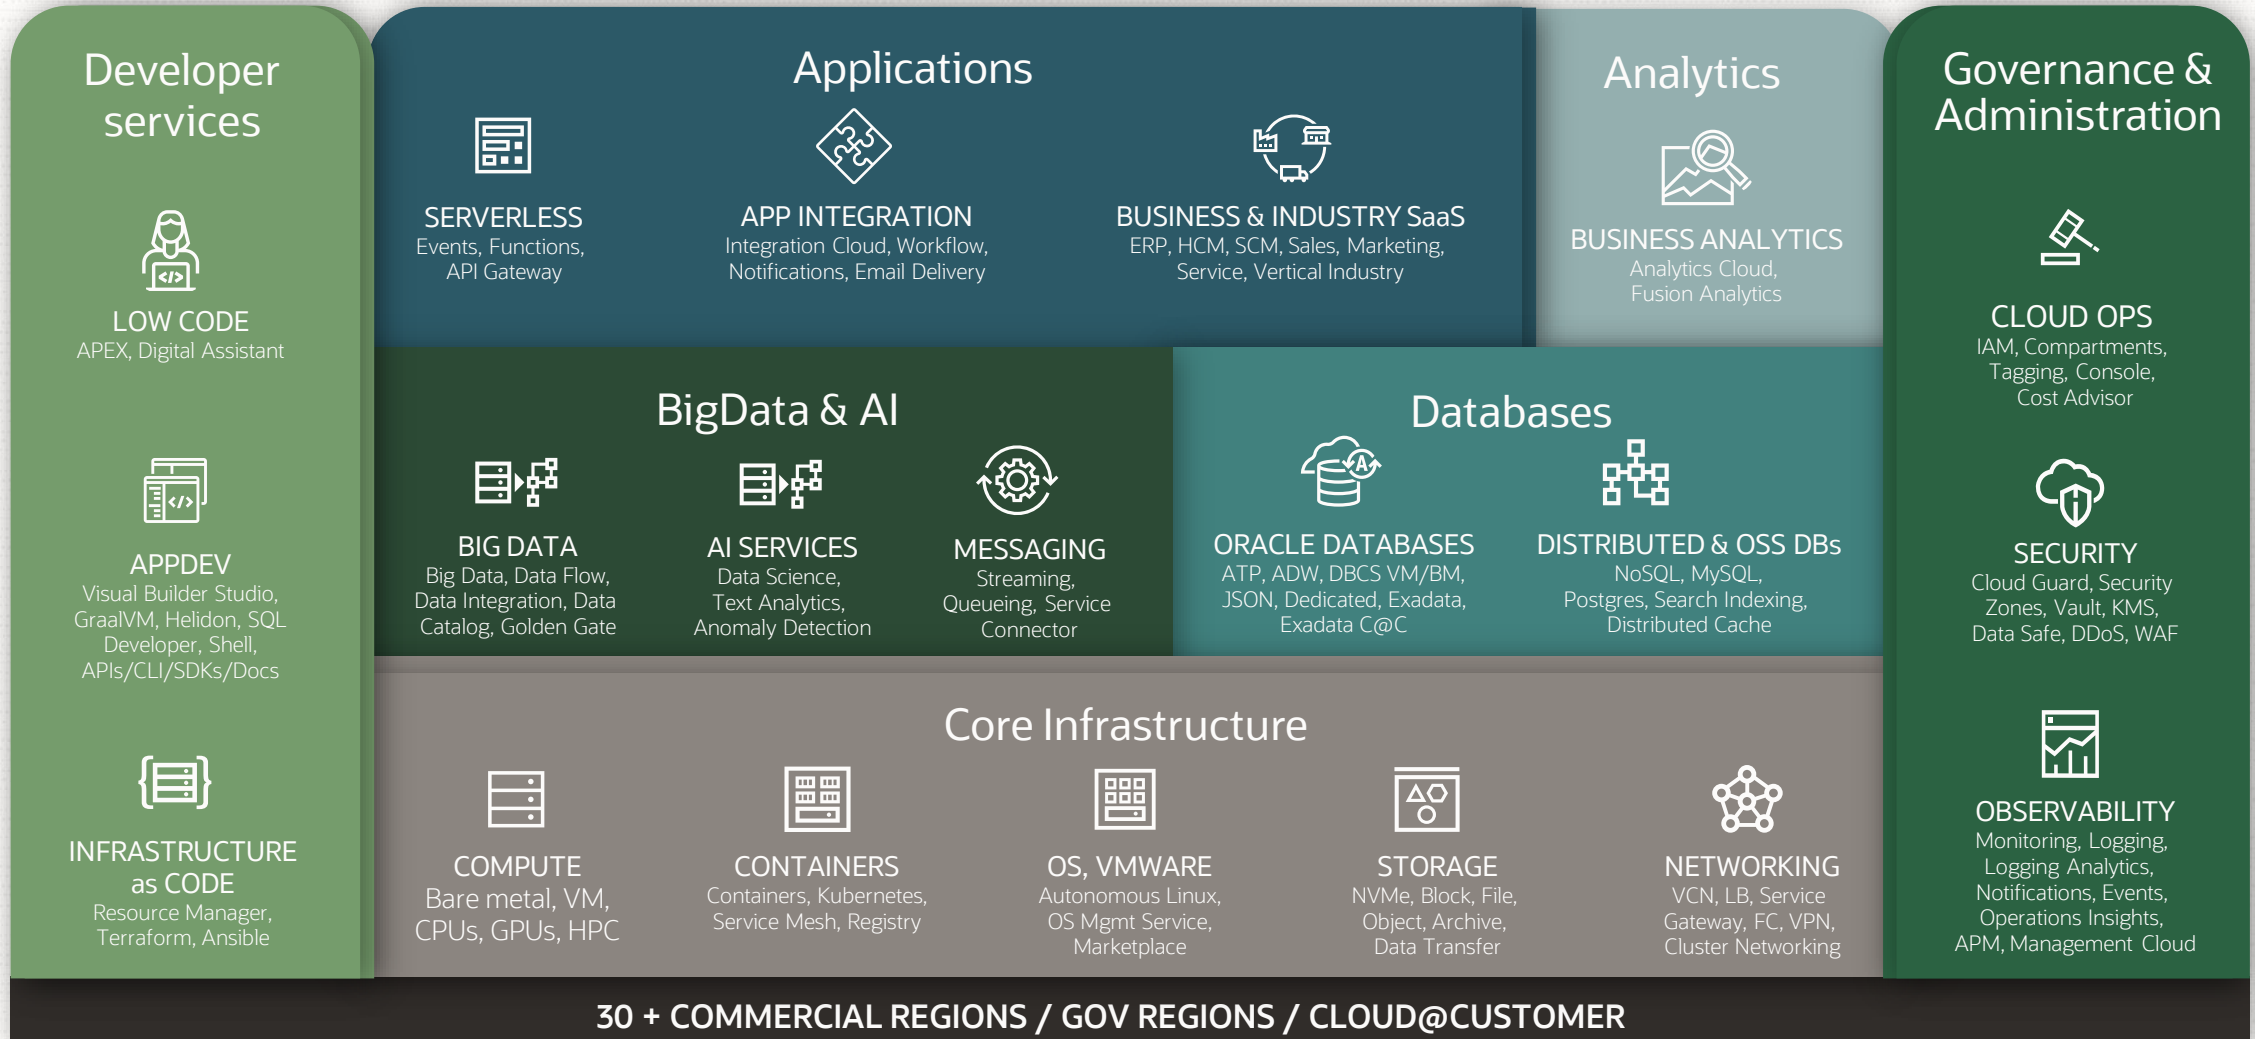 Developer
services
LOW CODE
APEX, Digital Assistant
APPDEV
Visual Builder Studio,
GraalVM, Helidon, SQL
Developer, Shell,
APIs/CLI/SDKs/Docs
INFRASTRUCTURE
as CODE
Resource Manager,
Terraform, Ansible
Applications
SERVERLESS
Events, Functions,
API Gateway
APP INTEGRATION
Integration Cloud, Workflow,
Notifications, Email Delivery
BUSINESS & INDUSTRY SaaS
ERP, HCM, SCM, Sales, Marketing,
Service, Vertical Industry
Analytics
BUSINESS ANALYTICS
Analytics Cloud,
Fusion Analytics
BigData & AI
BIG DATA
Big Data, Data Flow,
Data Integration, Data
Catalog, Golden Gate
AI SERVICES
Data Science,
Text Analytics,
Anomaly Detection
MESSAGING
Streaming,
Queueing, Service
Connector
Databases
A
ORACLE DATABASES
ATP, ADW, DBCS VM/BM,
JSON, Dedicated, Exadata,
Exadata C@C
DISTRIBUTED & OSS DBs
NoSQL, MySQL,
Postgres, Search Indexing,
Distributed Cache
Core Infrastructure
COMPUTE
Bare metal, VM,
CPUs, GPUs, HPC
CONTAINERS
Containers, Kubernetes,
Service Mesh, Registry
OS, VMWARE
Autonomous Linux,
OS Mgmt Service,
Marketplace
STORAGE
NVMe, Block, File,
Object, Archive,
Data Transfer
NETWORKING
VCN, LB, Service
Gateway, FC, VPN,
Cluster Networking
Governance &
Administration
CLOUD OPS
IAM, Compartments,
Tagging, Console,
Cost Advisor
SECURITY
Cloud Guard, Security
Zones, Vault, KMS,
Data Safe, DDoS, WAF
OBSERVABILITY
Monitoring, Logging,
Logging Analytics,
Notifications, Events,
Operations Insights,
APM, Management Cloud
30 + COMMERCIAL REGIONS / GOV REGIONS / CLOUD@CUSTOMER